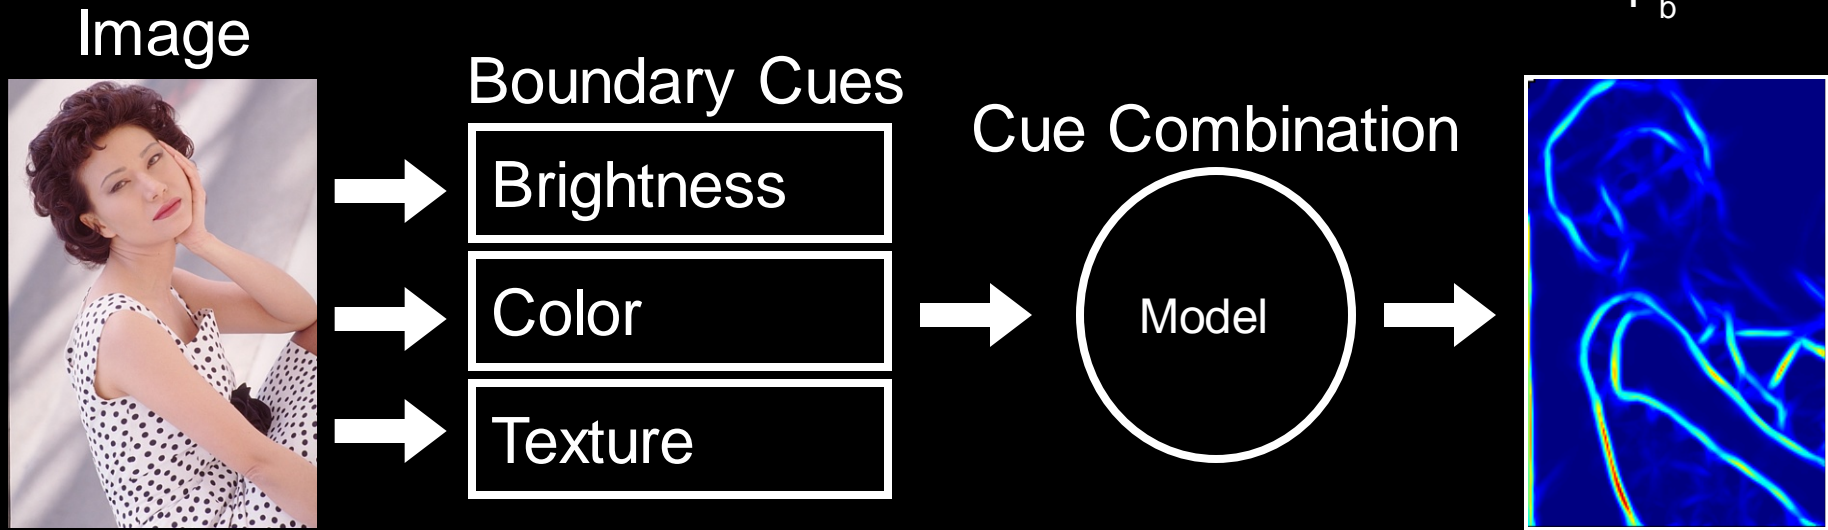 Image
Boundary Cues
Brightness
Color
Texture
Cue Combination
Model
b